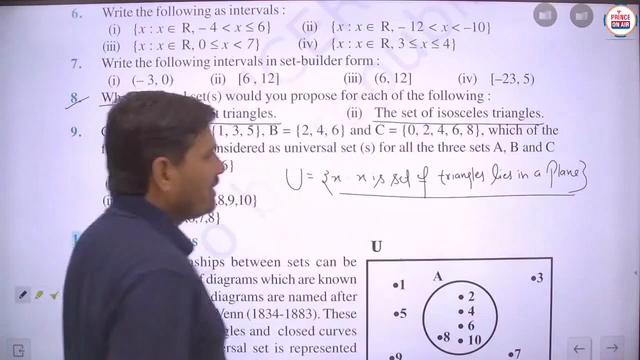 6. Write the following as intervals :
(i) {x : x ∈ R, – 4 < x ≤ 6} (ii) {x : x ∈ R, – 12 < x < –10}
(iii) {x : x ∈ R, 0 ≤ x < 7} (iv) {x : x ∈ R, 3 ≤ x ≤ 4}
7. Write the following intervals in set-builder form :
(i) (– 3, 0) (ii) [6 , 12] (iii) (6, 12] (iv) [–23, 5)
8. set(s) would you propose for each of the following :
triangles. (ii) The set of isosceles triangles.
9. {1, 3, 5}, B = {2, 4, 6} and C = {0, 2, 4, 6, 8}, which of the
considered as universal set (s) for all the three sets A, B and C
U = {x x is set of triangles lies in a plane}
,8,9,10}
,7,8}
between sets can be
of diagrams which are known
diagrams are named after
(1834-1883). These
and closed curves
set is represented
U
A
•1
•3
•2
•4
•5
•6
•8
•10
•9
•7
PRINCE
ON AIR